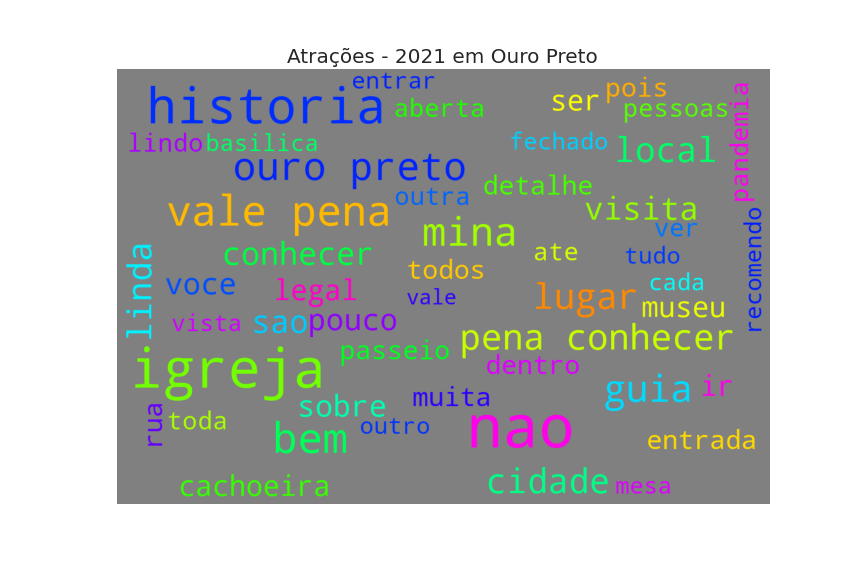 Atrações - 2021 em Ouro Preto
entrar
historia
aberta
ser
pois
pessoas
pandemia
lindo
basilica
fechado
local
ouro preto
detalhe
outra
vale pena
visita
mina
ver
conhecer
ate
tudo
recomendo
linda
todos
voce
legal
vale
cada
lugar
museu
vista
sao
pouco
pena conhecer
passeio
dentro
igreja
guia
ir
muita
sobre
rua
toda
outro
nao
bem
entrada
cachoeira
cidade
mesa